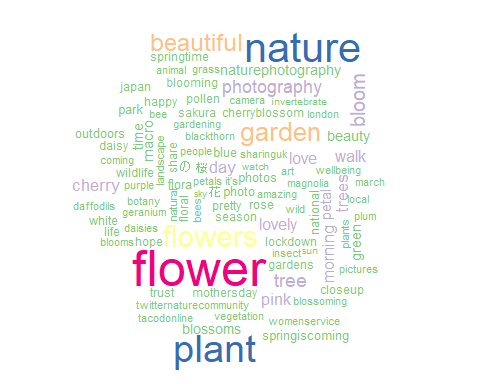 beautiful
nature
springtime
animal
grass
naturephotography
japan
blooming
photography
bloom
happy
pollen
camera
invertebrate
park
bee
sakura
cherryblossom
london
gardening
outdoors
time
macro
blackthorn
garden
beauty
daisy
landscape
share
people
blue
sharinguk
love
walk
coming
wildlife
の
桜
day
watch
photos
art
wellbeing
cherry
purple
flora
petals
it's
magnolia
march
trees
botany
natural
floral
sky
花
photo
amazing
national
petal
local
daffodils
geranium
bees
pretty
rose
wild
white
daisies
season
lovely
plum
life
flowers
morning
green
plants
blooms
hope
lockdown
insect
sun
flower
gardens
pictures
tree
closeup
trust
mothersday
pink
blossoming
twitternaturecommunity
tacodonline
vegetation
womenservice
blossoms
springiscoming
plant